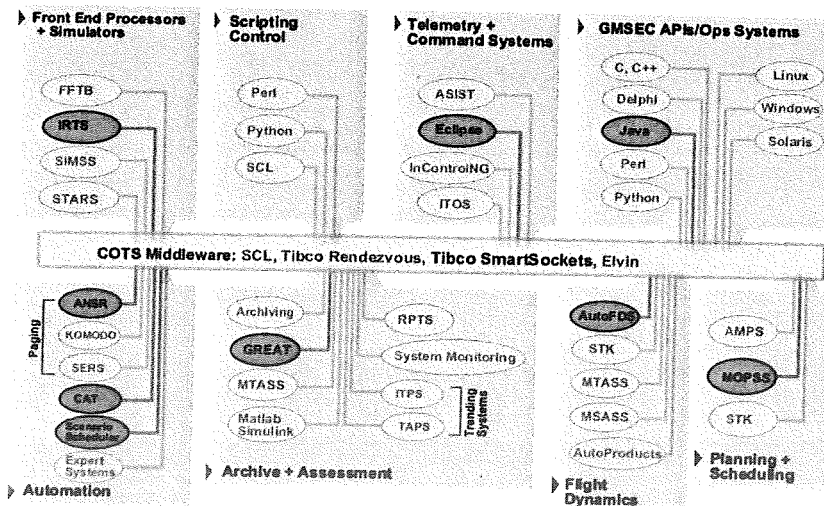 Front End Processors
+ Simulators
FFTB
IRTS
SIMSS
STARS
Scripting
Control
Perl
Python
SCL
Telemetry +
Command Systems
ASIST
Eclipse
InControlNG
ITOS
GMSEC APIs/Ops Systems
C, C++
Delphi
Java
Perl
Python
Linux
Windows
Solaris
COTS Middleware: SCL, Tibco Rendezvous, Tibco SmartSockets, Elvin
Paging
ANSR
KOMODO
SERS
CAT
Scenario
Scheduler
Expert
Systems
Automation
Archiving
GREAT
MTASS
Matlab
Simulink
RPTS
System Monitoring
ITPS
TAPS
Trending
Systems
Archive + Assessment
AutoFDS
STK
MTASS
MSASS
AutoProducts
Flight
Dynamics
AMPS
MOPSS
STK
Planning +
Scheduling